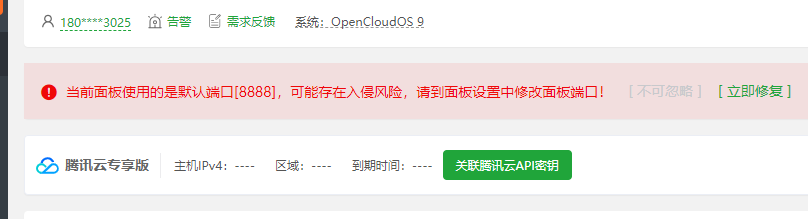 180****3025 告警 需求反馈 系统: OpenCloudOS 9
当前面板使用的是默认端口[8888]，可能存在入侵风险，请到面板设置中修改面板端口！ [ 不可忽略 ] [ 立即修复 ]
腾讯云专享版 主机IPv4：---- 区域：---- 到期时间：---- 关联腾讯云API密钥